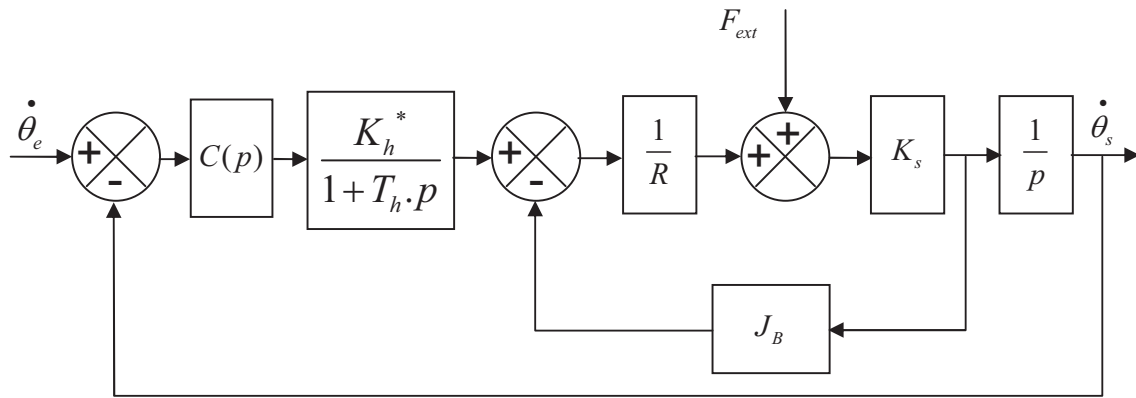 F_ext
θ̇_e
+
-
C(p)
K_h^*
1+T_h.p
+
-
1
R
+
+
K_s
1
p
θ̇_s
J_B